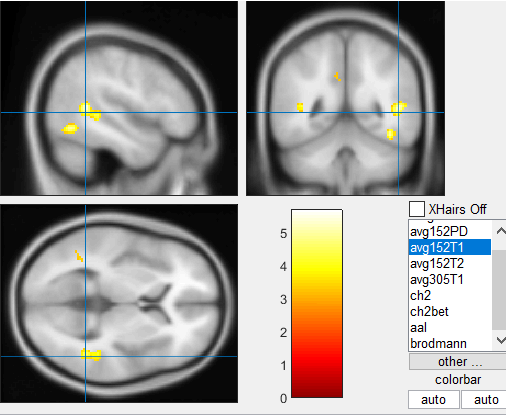 5
4
3
2
1
0
XHairs Off
avg152PD
avg152T1
avg152T2
avg305T1
ch2
ch2bet
aal
brodmann
other ...
colorbar
auto auto